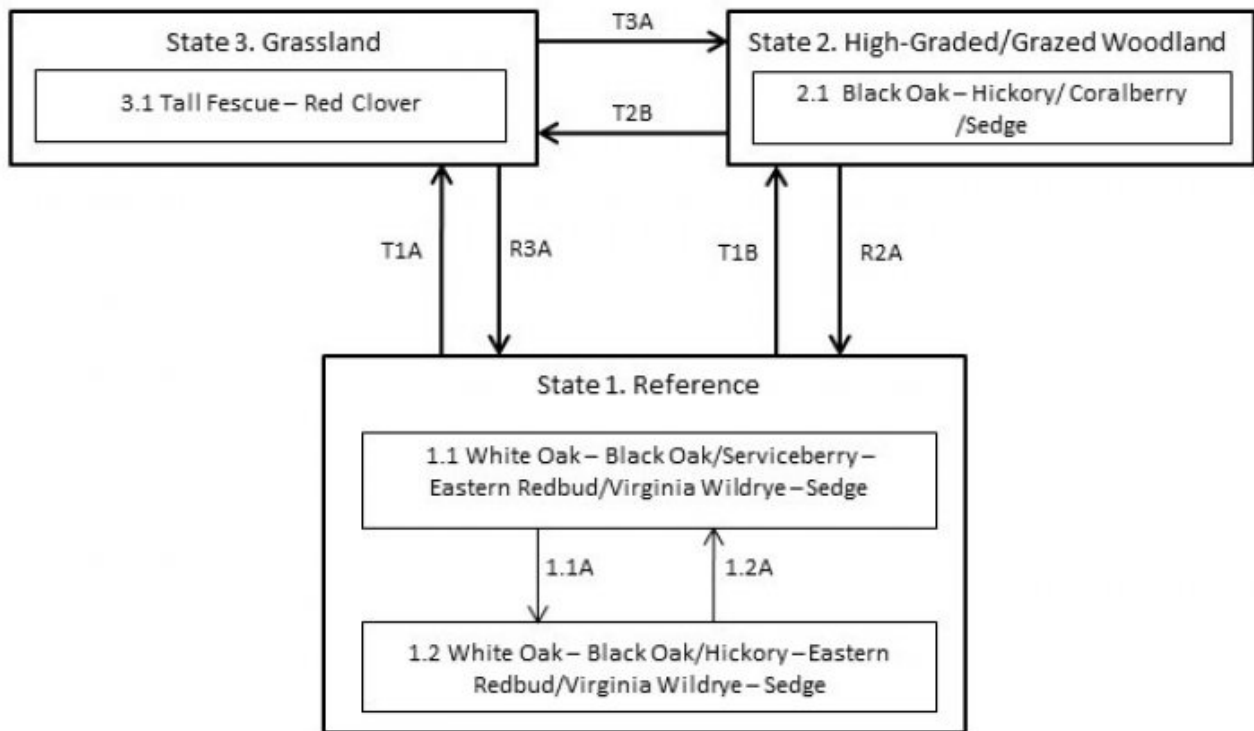 State 3. Grassland
3.1 Tall Fescue – Red Clover
T3A
T2B
State 2. High-Graded/Grazed Woodland
2.1 Black Oak – Hickory/ Coralberry
/Sedge
T1A
R3A
T1B
R2A
State 1. Reference
1.1 White Oak – Black Oak/Serviceberry –
Eastern Redbud/Virginia Wildrye – Sedge
1.1A
1.2A
1.2 White Oak – Black Oak/Hickory – Eastern
Redbud/Virginia Wildrye – Sedge